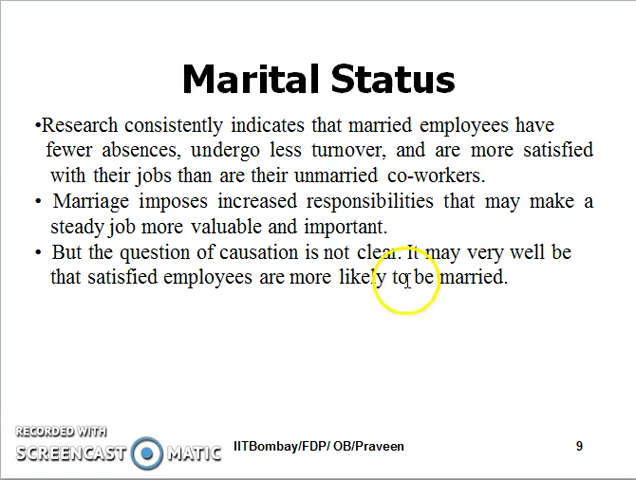 Marital Status
•Research consistently indicates that married employees have
fewer absences, undergo less turnover, and are more satisfied
with their jobs than are their unmarried co-workers.
• Marriage imposes increased responsibilities that may make a
steady job more valuable and important.
• But the question of causation is not clear. It may very well be
that satisfied employees are more likely to be married.
RECORDED WITH
SCREENCAST MATIC
IITBombay/FDP/ OB/Praveen
9